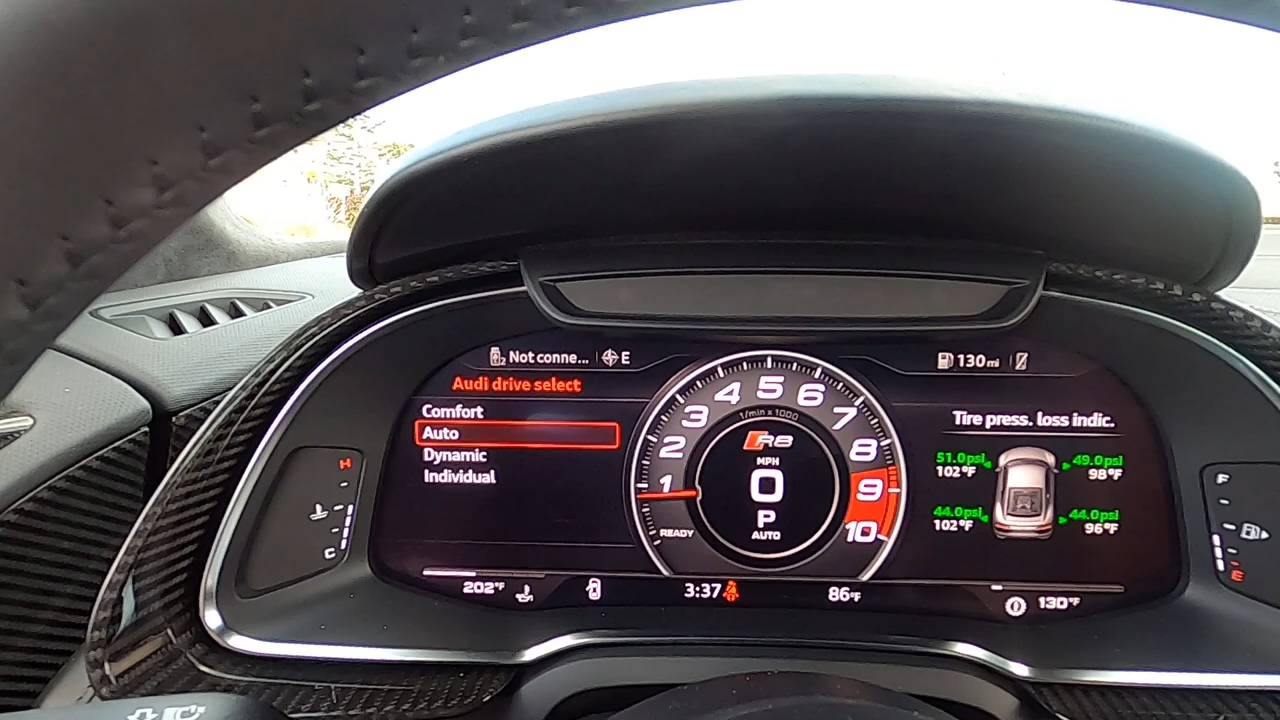 Not conne... E
130 mi
Audi drive select
Comfort
Auto
Dynamic
Individual
1 2 3 4 5 6 7 8 9 10
1/min x 1000
R8
MPH
0
P
AUTO
READY
Tire press. loss indic.
51.0psi 49.0psi
102°F 98°F
44.0psi 44.0psi
102°F 96°F
H
C
F
E
202°F
3:37
86°F
130°F